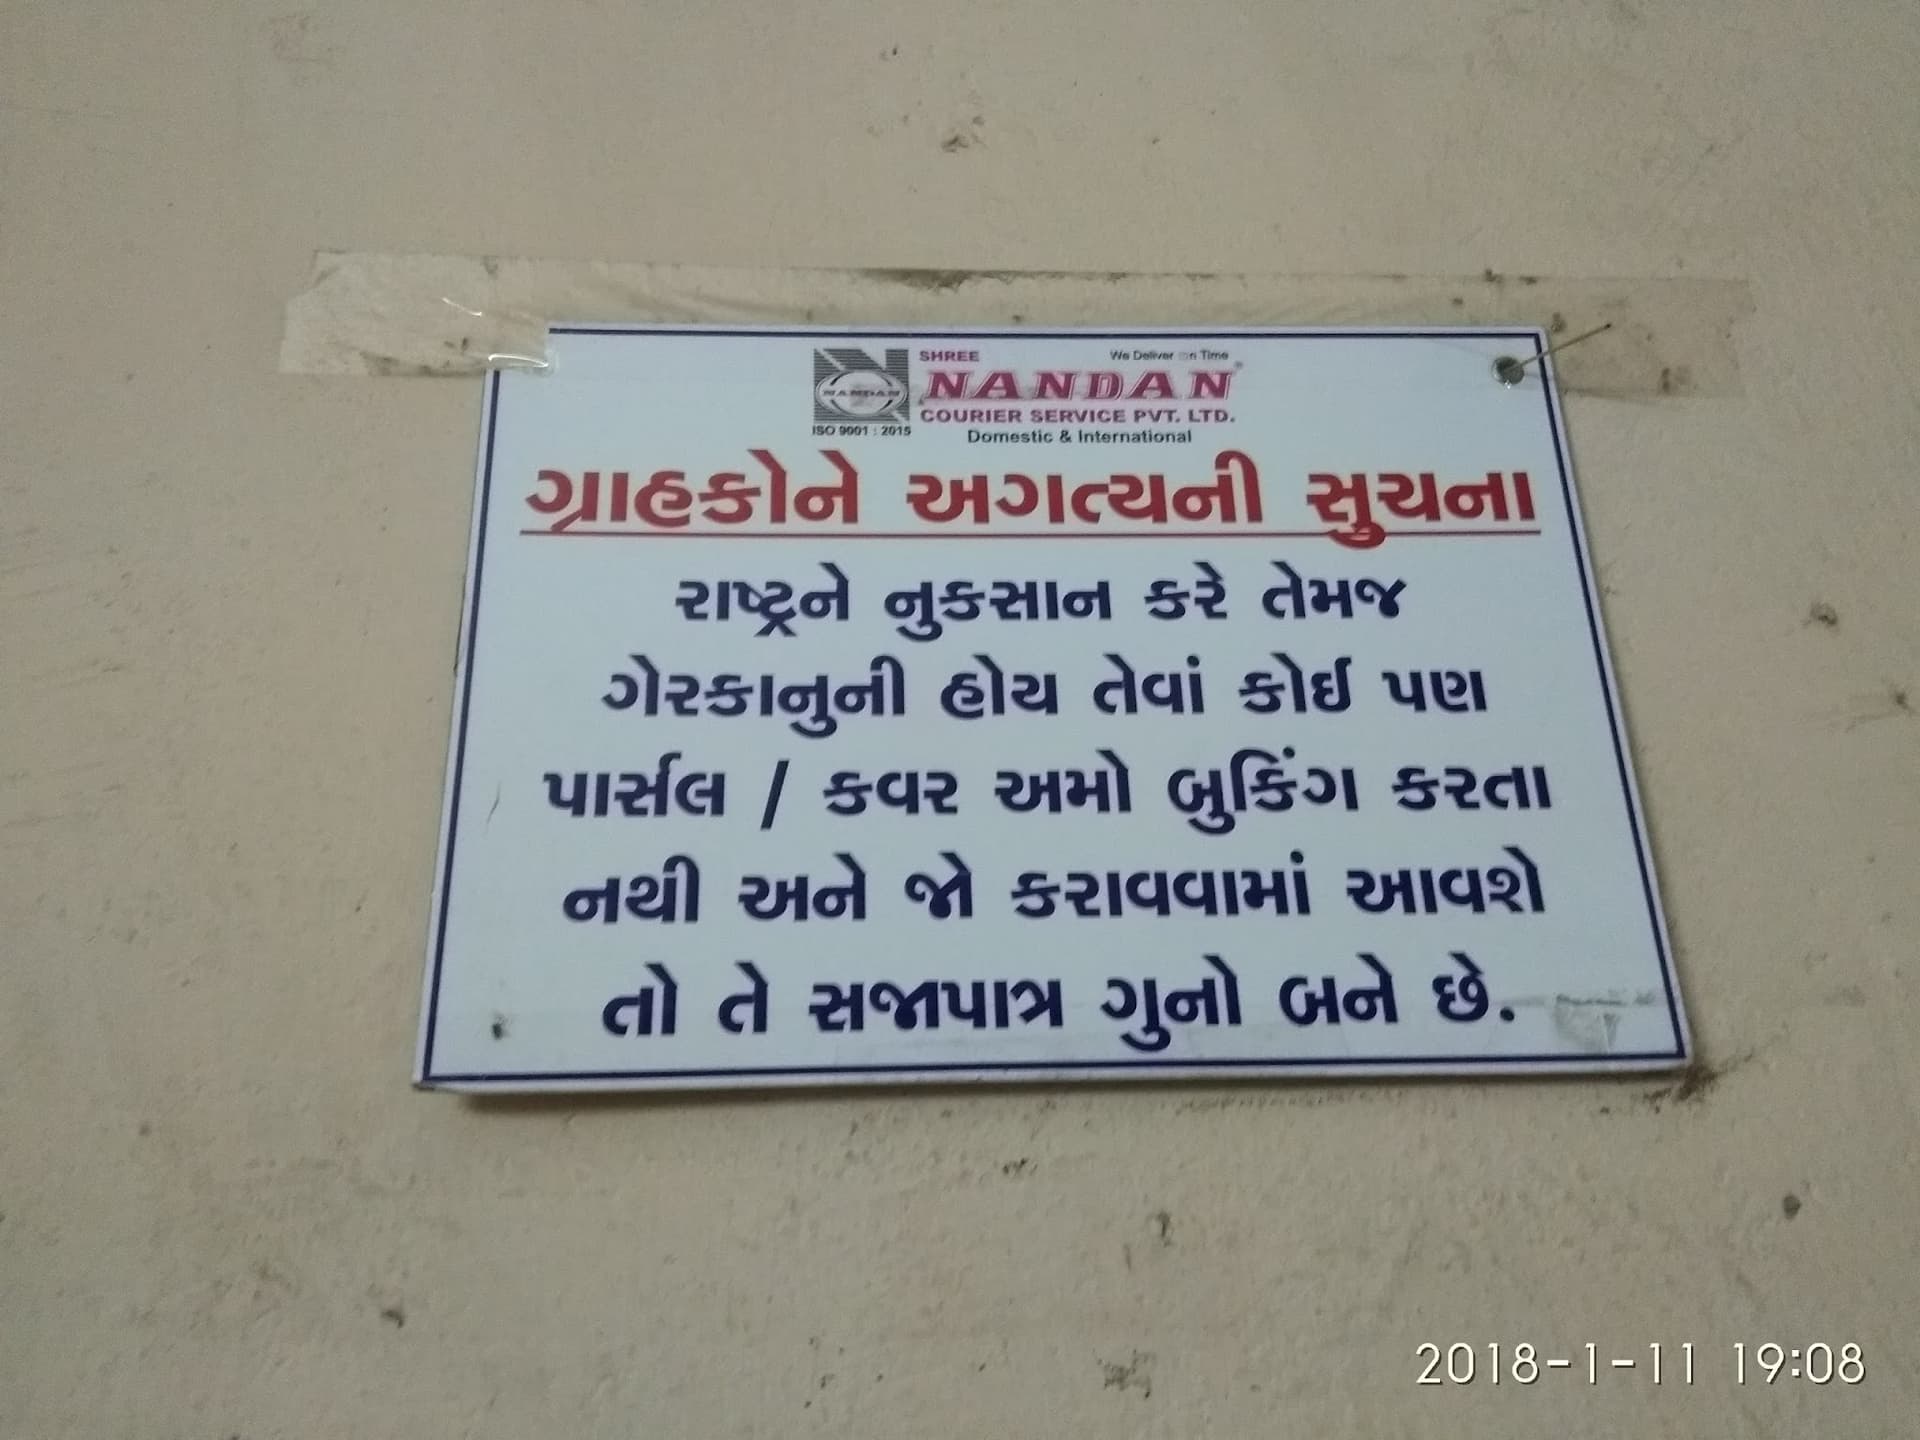 SHREE We Deliver on Time
NANDAN
NANDAN
COURIER SERVICE PVT. LTD.
ISO 9001 : 2015
Domestic & International
ગ્રાહકોને અગત્યની સુચના
રાષ્ટ્રને નુકસાન કરે તેમજ
ગેરકાનુની હોય તેવાં કોઈ પણ
પાર્સલ / કવર અમો બુકિંગ કરતા
નથી અને જો કરાવવામાં આવશે
તો તે સજાપાત્ર ગુનો બને છે.
2018-1-11 19:08